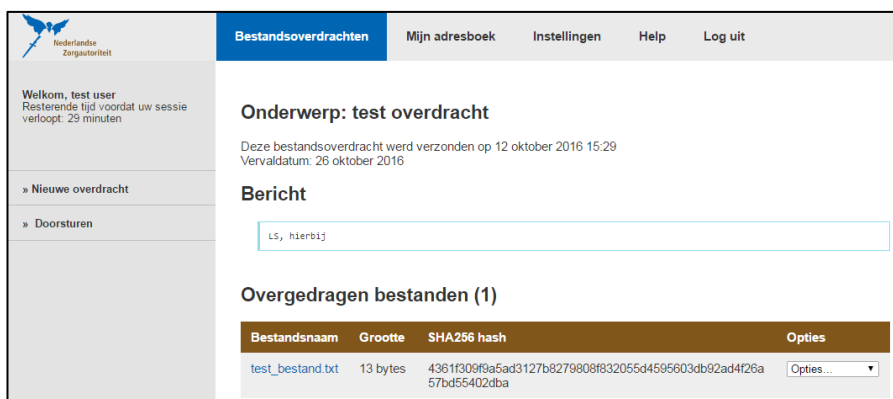 Nederlandse
Zorgautoriteit
Bestandsoverdrachten Mijn adresboek Instellingen Help Log uit
Welkom, test user
Resterende tijd voordat uw sessie
verloopt: 29 minuten
» Nieuwe overdracht
» Doorsturen
Onderwerp: test overdracht
Deze bestandsoverdracht werd verzonden op 12 oktober 2016 15:29
Vervaldatum: 26 oktober 2016
Bericht
LS, hierbij
Overgedragen bestanden (1)
Bestandsnaam Grootte SHA256 hash Opties
test_bestand.txt 13 bytes 4361f309f9a5ad3127b8279808f832055d4595603db92ad4f26a Opties...
57bd55402dba